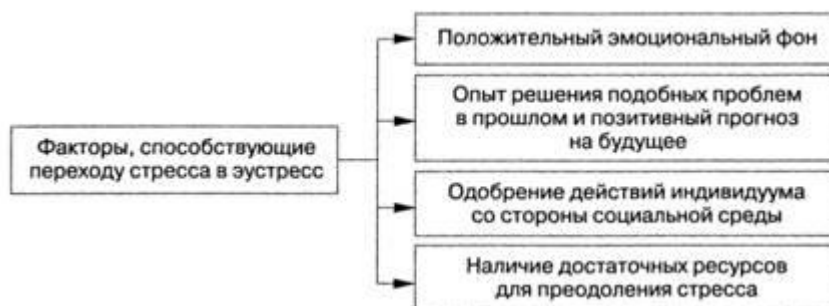 Положительный эмоциональный фон
Опыт решения подобных проблем
в прошлом и позитивный прогноз
на будущее
Факторы, способствующие
переходу стресса в эустресс
Одобрение действий индивидуума
со стороны социальной среды
Наличие достаточных ресурсов
для преодоления стресса